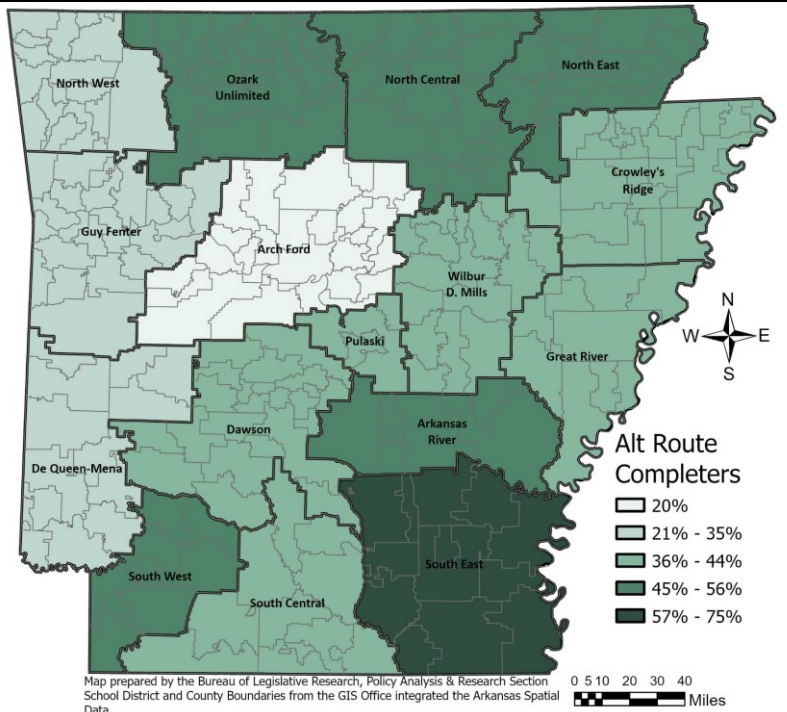 North West
Ozark
Unlimited
North Central
North East
Crowley's
Ridge
Guy Fenter
Arch Ford
Wilbur
D. Mills
Pulaski
Great River
N
W
E
S
De Queen-Mena
Dawson
Arkansas
River
South West
South Central
South East
Alt Route
Completers
20%
21% - 35%
36% - 44%
45% - 56%
57% - 75%
Map prepared by the Bureau of Legislative Research, Policy Analysis & Research Section
School District and County Boundaries from the GIS Office integrated the Arkansas Spatial
Data
0 5 10 20 30 40
Miles